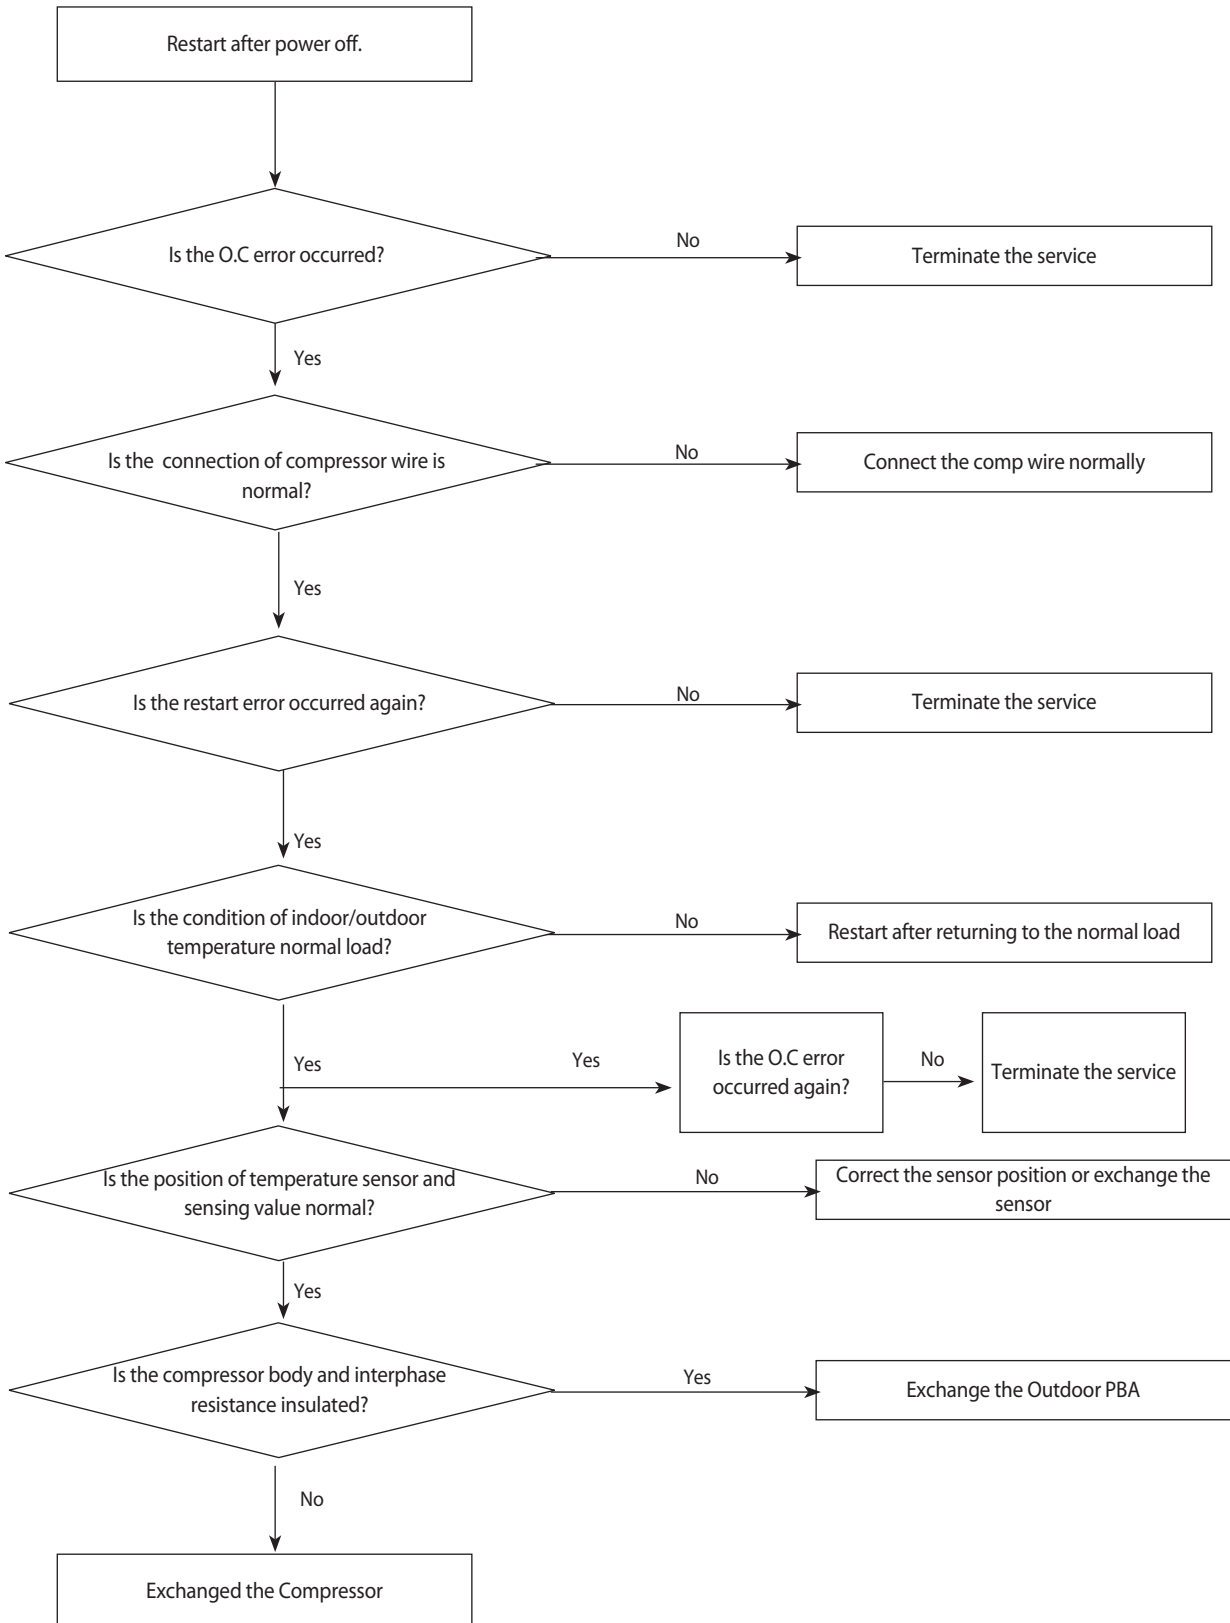 Restart after power off.
Is the O.C error occurred?
No
Terminate the service
Yes
Is the connection of compressor wire is
normal?
No
Connect the comp wire normally
Yes
Is the restart error occurred again?
No
Terminate the service
Yes
Is the condition of indoor/outdoor
temperature normal load?
No
Restart after returning to the normal load
Yes
Yes
Is the O.C error
occurred again?
No
Terminate the service
Is the position of temperature sensor and
sensing value normal?
No
Correct the sensor position or exchange the
sensor
Yes
Is the compressor body and interphase
resistance insulated?
Yes
Exchange the Outdoor PBA
No
Exchanged the Compressor